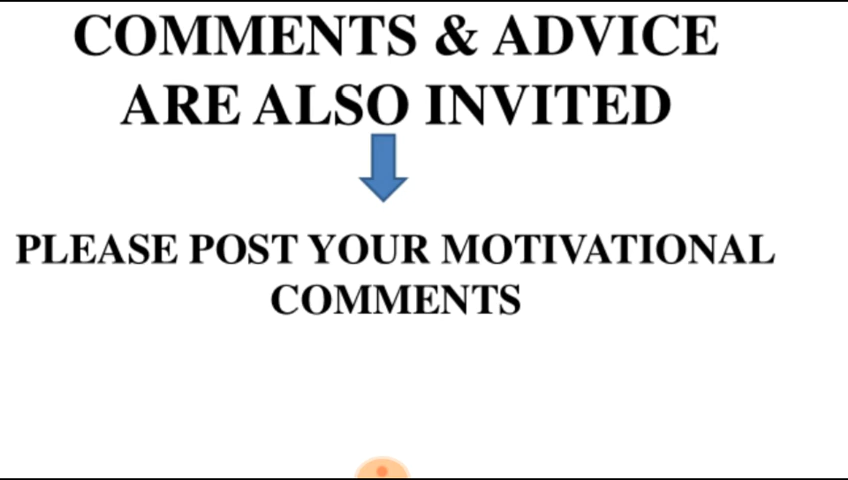 COMMENTS & ADVICE
ARE ALSO INVITED
PLEASE POST YOUR MOTIVATIONAL
COMMENTS